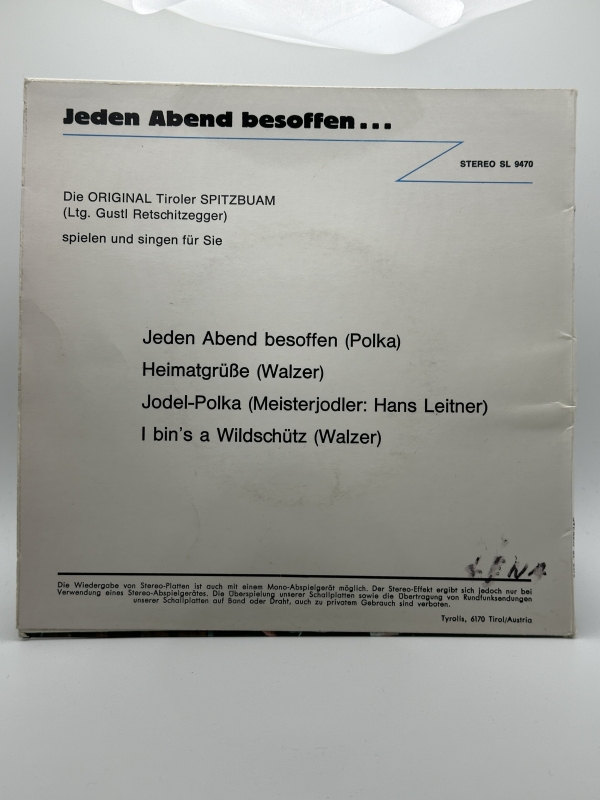 Jeden Abend besoffen...
STEREO SL 9470
Die ORIGINAL Tiroler SPITZBUAM
(Ltg. Gustl Retschitzegger)
spielen und singen für Sie
Jeden Abend besoffen (Polka)
Heimatgrüße (Walzer)
Jodel-Polka (Meisterjodler: Hans Leitner)
I bin's a Wildschütz (Walzer)
Die Wiedergabe von Stereo-Platten ist auch mit einem Mono-Abspielgerät möglich. Der Stereo-Effekt ergibt sich jedoch nur bei
Verwendung eines Stereo-Abspielgerätes. Die Überspielung unserer Schallplatten sowie die Übertragung von Rundfunksendungen
unserer Schallplatten auf Band oder Draht, auch zu privatem Gebrauch sind verboten.
Tyrolis, 6170 Tirol/Austria